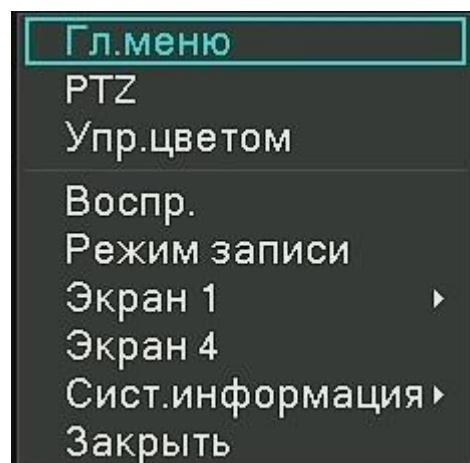 Гл.меню
PTZ
Упр.цветом
Воспр.
Режим записи
Экран 1
Экран 4
Сист.информация
Закрыть